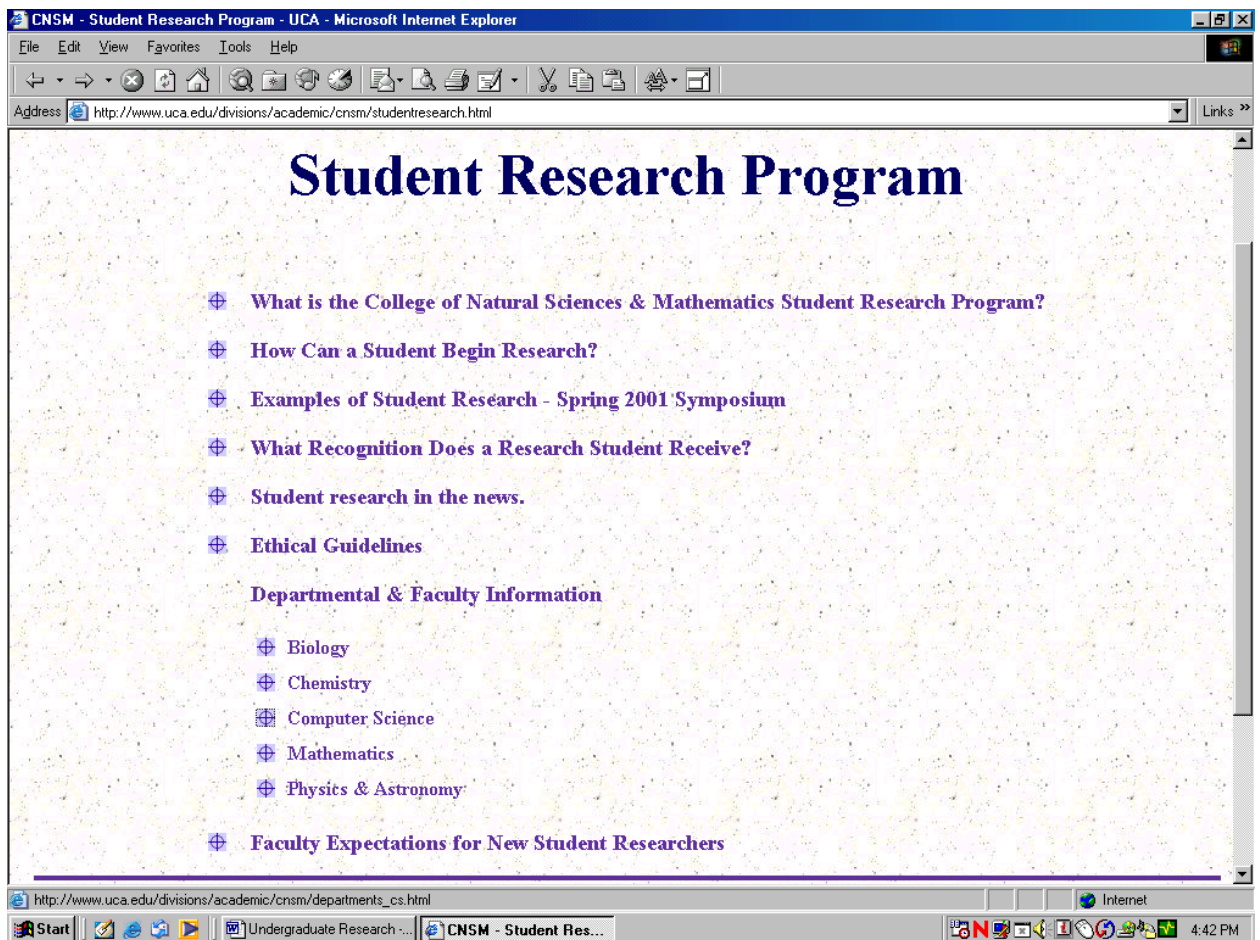 CNSM - Student Research Program - UCA - Microsoft Internet Explorer
File Edit View Favorites Tools Help
Address http://www.uca.edu/divisions/academic/cnsm/studentresearch.html Links »
Student Research Program
What is the College of Natural Sciences & Mathematics Student Research Program?
How Can a Student Begin Research?
Examples of Student Research - Spring 2001 Symposium
What Recognition Does a Research Student Receive?
Student research in the news.
Ethical Guidelines
Departmental & Faculty Information
Biology
Chemistry
Computer Science
Mathematics
Physics & Astronomy
Faculty Expectations for New Student Researchers
http://www.uca.edu/divisions/academic/cnsm/departments_cs.html Internet
Start Undergraduate Research -... CNSM - Student Res... N 4:42 PM